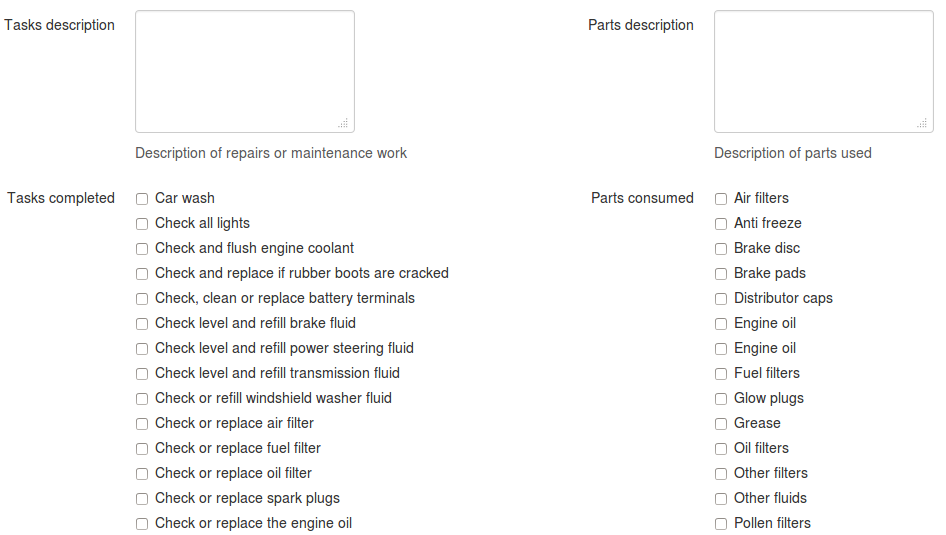 Tasks description
Description of repairs or maintenance work
Parts description
Description of parts used
Tasks completed
Car wash
Check all lights
Check and flush engine coolant
Check and replace if rubber boots are cracked
Check, clean or replace battery terminals
Check level and refill brake fluid
Check level and refill power steering fluid
Check level and refill transmission fluid
Check or refill windshield washer fluid
Check or replace air filter
Check or replace fuel filter
Check or replace oil filter
Check or replace spark plugs
Check or replace the engine oil
Parts consumed
Air filters
Anti freeze
Brake disc
Brake pads
Distributor caps
Engine oil
Engine oil
Fuel filters
Glow plugs
Grease
Oil filters
Other filters
Other fluids
Pollen filters